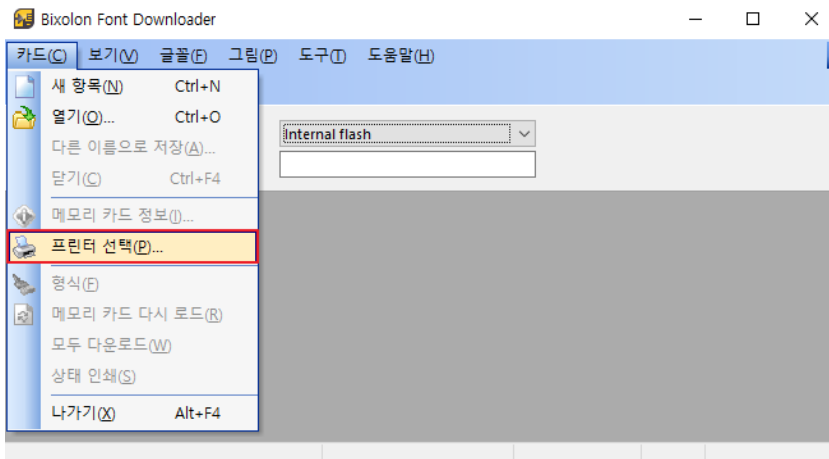 Bixolon Font Downloader
카드(C) 보기(V) 글꼴(F) 그림(P) 도구(T) 도움말(H)
새 항목(N) Ctrl+N
열기(O)... Ctrl+O
Internal flash
다른 이름으로 저장(A)...
닫기(C) Ctrl+F4
메모리 카드 정보(I)...
프린터 선택(P)...
형식(F)
메모리 카드 다시 로드(R)
모두 다운로드(W)
상태 인쇄(S)
나가기(X) Alt+F4